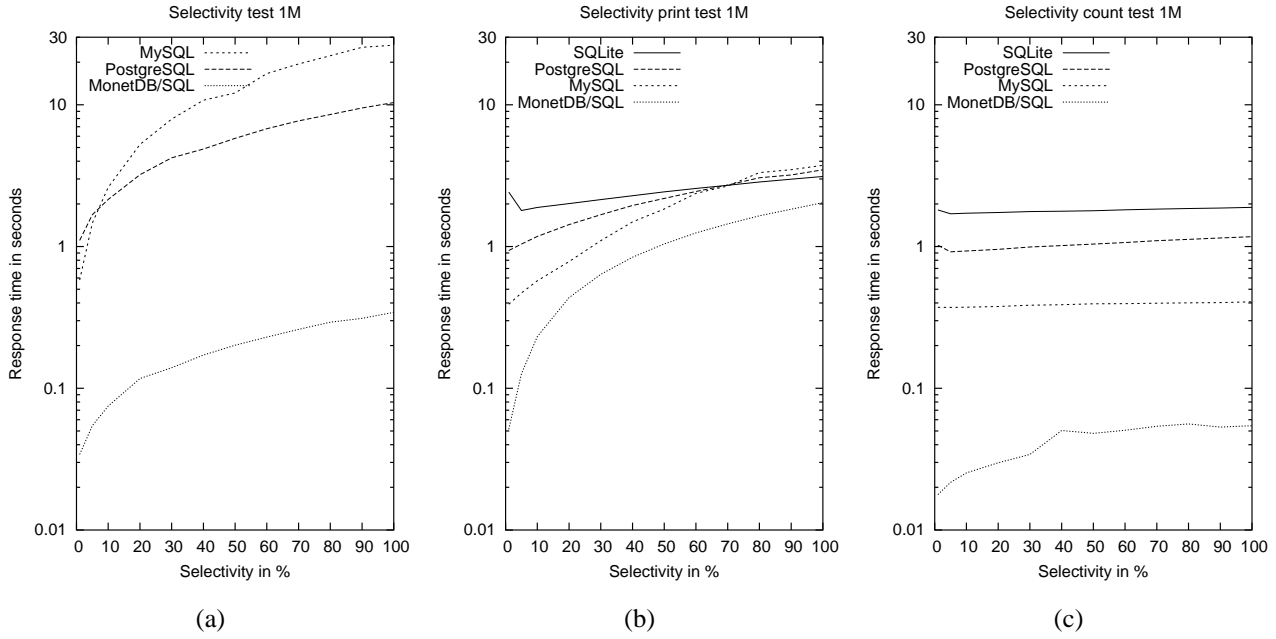 Selectivity test 1M
30
10
1
0.1
0.01
Response time in seconds
MySQL
PostgreSQL
MonetDB/SQL
0 10 20 30 40 50 60 70 80 90 100
Selectivity in %
(a)
Selectivity print test 1M
30
10
1
0.1
0.01
Response time in seconds
SQLite
PostgreSQL
MySQL
MonetDB/SQL
0 10 20 30 40 50 60 70 80 90 100
Selectivity in %
(b)
Selectivity count test 1M
30
10
1
0.1
0.01
Response time in seconds
SQLite
PostgreSQL
MySQL
MonetDB/SQL
0 10 20 30 40 50 60 70 80 90 100
Selectivity in %
(c)